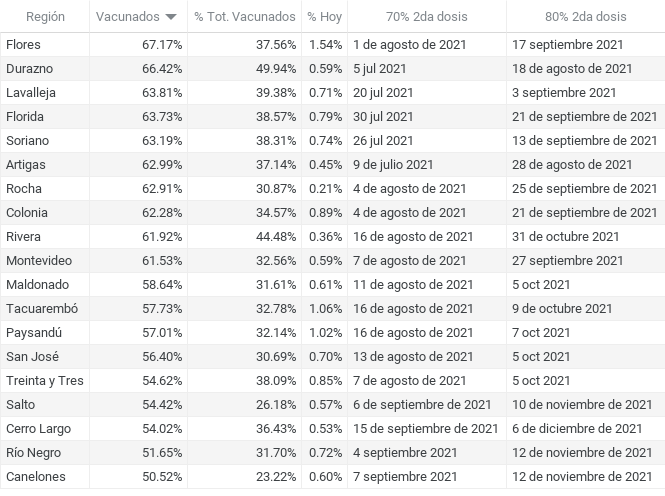 Región Vacunados % Tot. Vacunados % Hoy 70% 2da dosis 80% 2da dosis
Flores 67.17% 37.56% 1.54% 1 de agosto de 2021 17 septiembre 2021
Durazno 66.42% 49.94% 0.59% 5 jul 2021 18 de agosto de 2021
Lavalleja 63.81% 39.38% 0.71% 20 jul 2021 3 septiembre 2021
Florida 63.73% 38.57% 0.79% 30 jul 2021 21 de septiembre de 2021
Soriano 63.19% 38.31% 0.74% 26 jul 2021 13 de septiembre de 2021
Artigas 62.99% 37.14% 0.45% 9 de julio 2021 28 de agosto de 2021
Rocha 62.91% 30.87% 0.21% 4 de agosto de 2021 25 de septiembre de 2021
Colonia 62.28% 34.57% 0.89% 4 de agosto de 2021 21 de septiembre de 2021
Rivera 61.92% 44.48% 0.36% 16 de agosto de 2021 31 de octubre 2021
Montevideo 61.53% 32.56% 0.59% 7 de agosto de 2021 27 septiembre 2021
Maldonado 58.64% 31.61% 0.61% 11 de agosto de 2021 5 oct 2021
Tacuarembó 57.73% 32.78% 1.06% 16 de agosto de 2021 9 de octubre 2021
Paysandú 57.01% 32.14% 1.02% 16 de agosto de 2021 7 oct 2021
San José 56.40% 30.69% 0.70% 13 de agosto de 2021 5 oct 2021
Treinta y Tres 54.62% 38.09% 0.85% 7 de agosto de 2021 5 oct 2021
Salto 54.42% 26.18% 0.57% 6 de septiembre de 2021 10 de noviembre de 2021
Cerro Largo 54.02% 36.43% 0.53% 15 de septiembre de 2021 6 de diciembre de 2021
Río Negro 51.65% 31.70% 0.72% 4 septiembre 2021 12 de noviembre de 2021
Canelones 50.52% 23.22% 0.60% 7 septiembre 2021 12 de noviembre de 2021